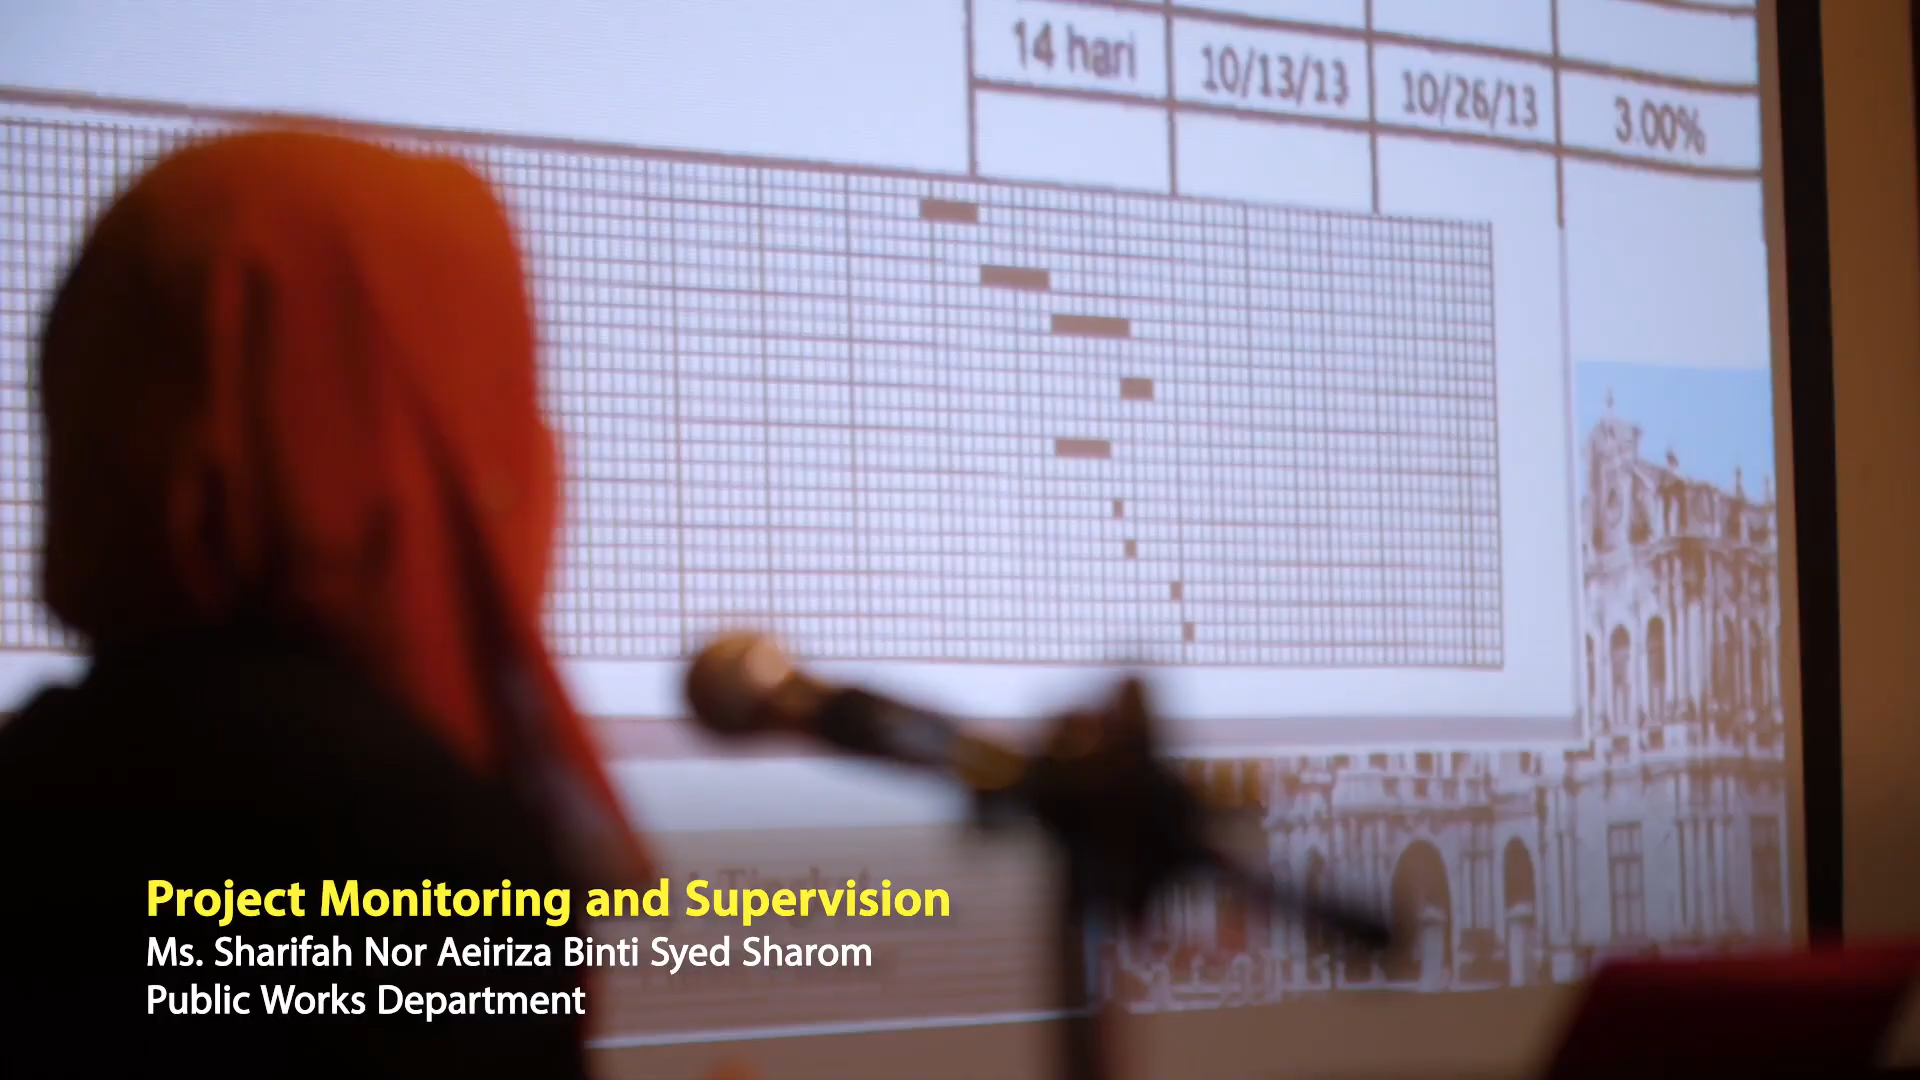 14 hari 10/13/13 10/26/13 3.00%
Project Monitoring and Supervision
Ms. Sharifah Nor Aeiriza Binti Syed Sharom
Public Works Department